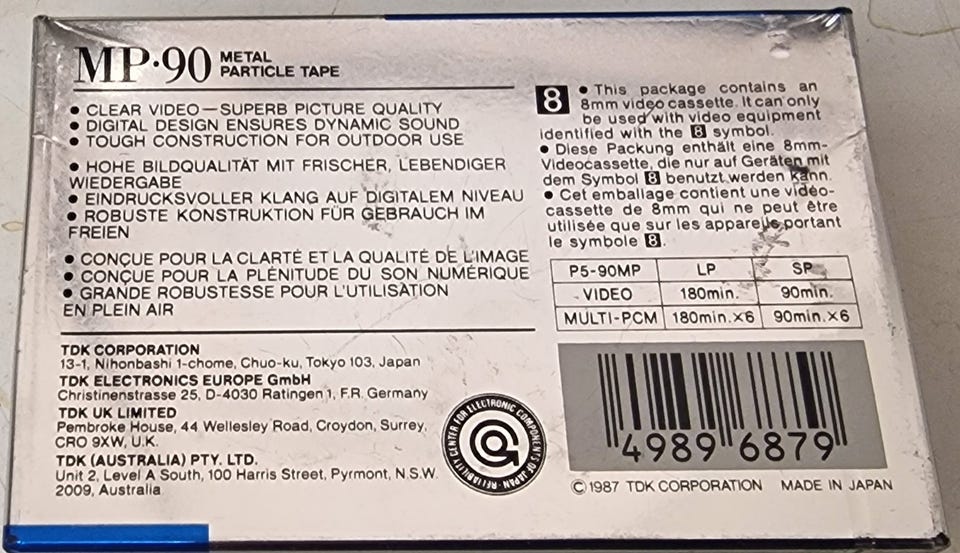 MP·90 METAL
PARTICLE TAPE
● CLEAR VIDEO—SUPERB PICTURE QUALITY
● DIGITAL DESIGN ENSURES DYNAMIC SOUND
● TOUGH CONSTRUCTION FOR OUTDOOR USE
● HOHE BILDQUALITÄT MIT FRISCHER, LEBENDIGER
WIEDERGABE
● EINDRUCKSVOLLER KLANG AUF DIGITALEM NIVEAU
● ROBUSTE KONSTRUKTION FÜR GEBRAUCH IM
FREIEN
● CONÇUE POUR LA CLARTÉ ET LA QUALITÉ DE L'IMAGE
● CONÇUE POUR LA PLÉNITUDE DU SON NUMÉRIQUE
● GRANDE ROBUSTESSE POUR L'UTILISATION
EN PLEIN AIR
TDK CORPORATION
13-1, Nihonbashi 1-chome, Chuo-ku, Tokyo 103, Japan
TDK ELECTRONICS EUROPE GmbH
Christinenstrasse 25, D-4030 Ratingen 1, F.R. Germany
TDK UK LIMITED
Pembroke House, 44 Wellesley Road, Croydon, Surrey,
CRO 9XW, U.K.
TDK (AUSTRALIA) PTY. LTD.
Unit 2, Level A South, 100 Harris Street, Pyrmont, N.S.W.
2009, Australia
RELIABILITY CENTER FOR ELECTRONIC COMPONENTS OF JAPAN
8 ● This package contains an
8mm video cassette. It can only
be used with video equipment
identified with the 8 symbol.
● Diese Packung enthält eine 8mm-
Videocassette, die nur auf Geräten mit
dem Symbol 8 benutzt werden kann.
● Cet emballage contient une vidéo-
cassette de 8mm qui ne peut être
utilisée que sur les appareils portant
le symbole 8.
P5-90MP LP SP
VIDEO 180min. 90min.
MULTI-PCM 180min.×6 90min.×6
4989 6879
© 1987 TDK CORPORATION MADE IN JAPAN